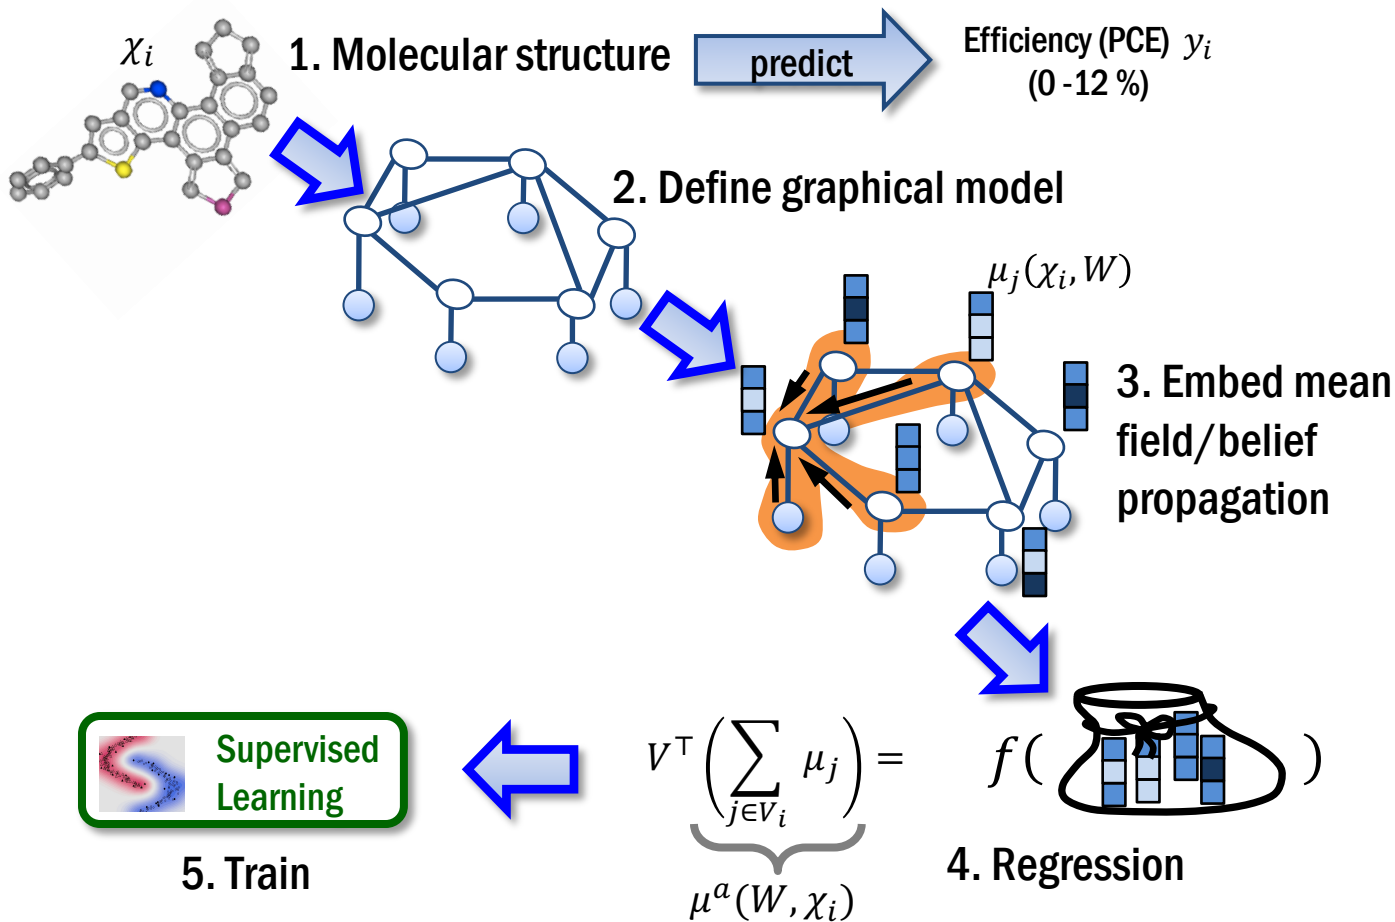 χᵢ
1. Molecular structure
predict
Efficiency (PCE) yᵢ
(0 -12 %)
2. Define graphical model
μⱼ(χᵢ, W)
3. Embed mean
field/belief
propagation
V⊤ ( ∑ j∈Vᵢ μⱼ ) = f( )
μᵃ(W, χᵢ)
4. Regression
Supervised
Learning
5. Train